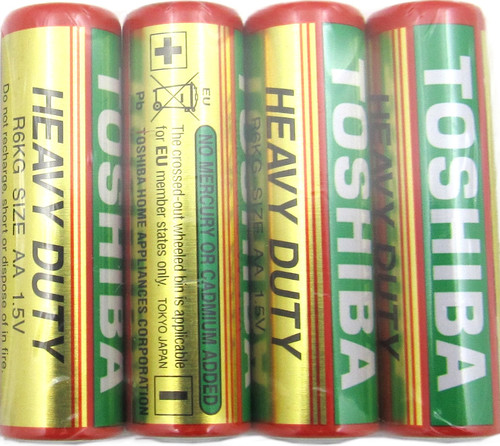 Do not recharge, short or dispose of in fire.
R6KG SIZE AA 1.5V
HEAVY DUTY
TOSHIBA
+
EU
Pb
NO MERCURY OR CADMIUM ADDED
The crossed-out wheeled bin is applicable
for EU member states only. TOKYO JAPAN
TOSHIBA HOME APPLIANCES CORPORATION
−
TOSHIBA
R6KG SIZE AA 1.5V
HEAVY DUTY
TOSHIBA
HEAVY DUTY
TOSHIBA